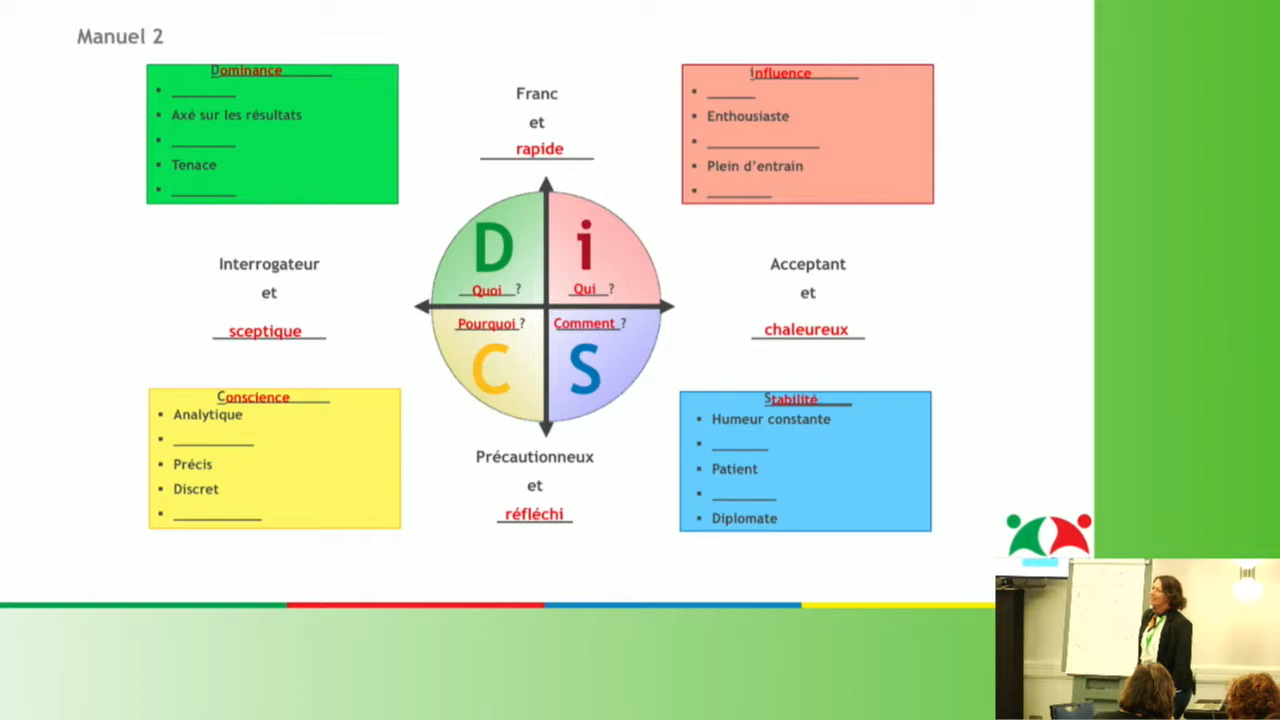 Manuel 2
Dominance
Axé sur les résultats
Tenace
Franc
et
rapide
influence
Enthousiaste
Plein d'entrain
Interrogateur
et
sceptique
D
i
Quoi ?
Qui ?
Pourquoi ?
Comment ?
C
S
Acceptant
et
chaleureux
Conscience
Analytique
Précis
Discret
Précautionneux
et
réfléchi
Stabilité
Humeur constante
Patient
Diplomate